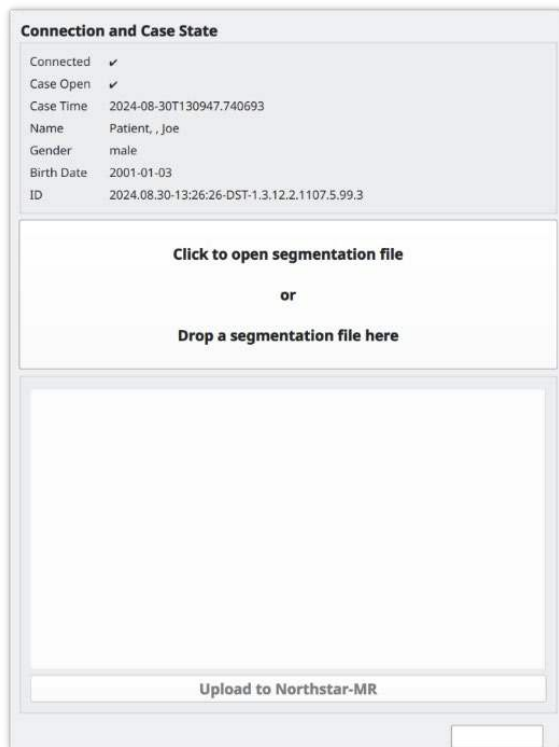 Connection and Case State
Connected ✔
Case Open ✔
Case Time 2024-08-30T130947.740693
Name Patient, , Joe
Gender male
Birth Date 2001-01-03
ID 2024.08.30-13:26:26-DST-1.3.12.2.1107.5.99.3
Click to open segmentation file
or
Drop a segmentation file here
Upload to Northstar-MR